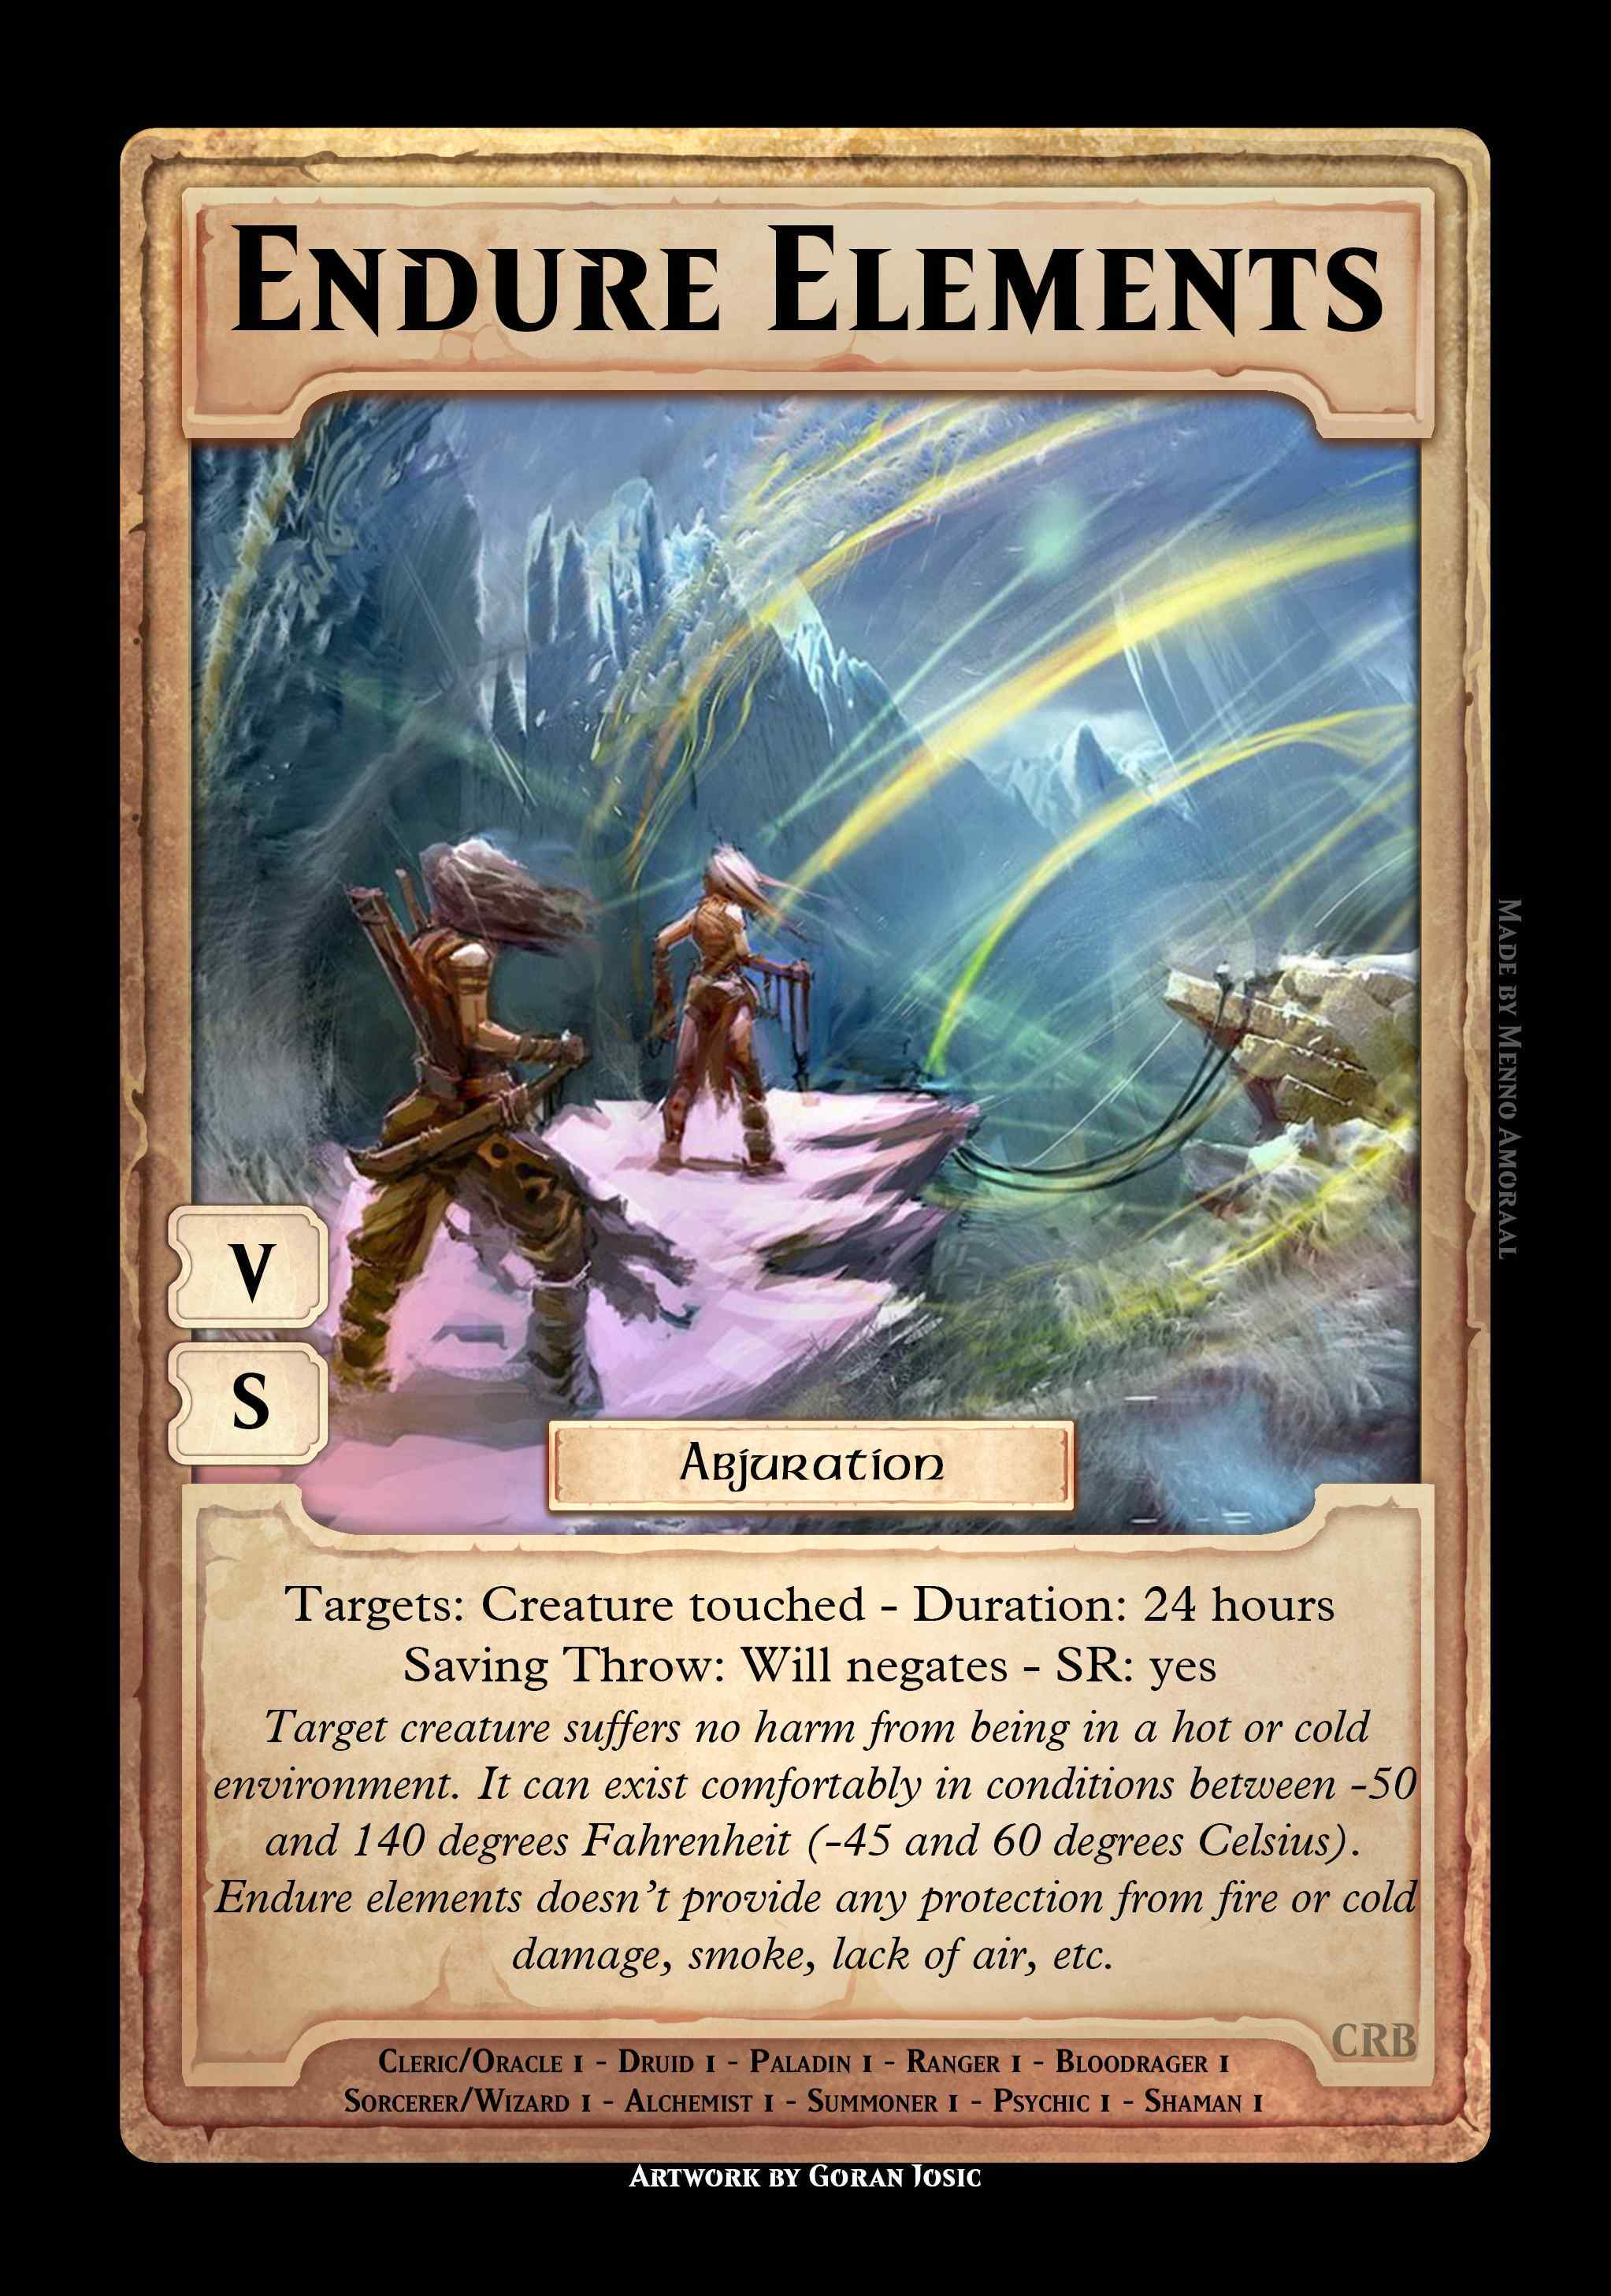 Endure Elements
V
S
Abjuration
Targets: Creature touched - Duration: 24 hours
Saving Throw: Will negates - SR: yes
Target creature suffers no harm from being in a hot or cold
environment. It can exist comfortably in conditions between -50
and 140 degrees Fahrenheit (-45 and 60 degrees Celsius).
Endure elements doesn't provide any protection from fire or cold
damage, smoke, lack of air, etc.
CRB
Cleric/Oracle 1 - Druid 1 - Paladin 1 - Ranger 1 - Bloodrager 1
Sorcerer/Wizard 1 - Alchemist 1 - Summoner 1 - Psychic 1 - Shaman 1
Artwork by Goran Josic
Made by Menno Amoraal